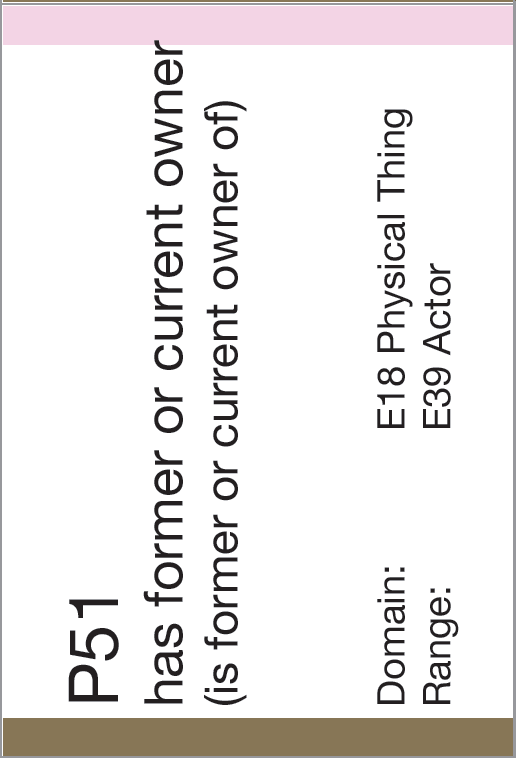 P51
has former or current owner
(is former or current owner of)
Domain: E18 Physical Thing
Range: E39 Actor